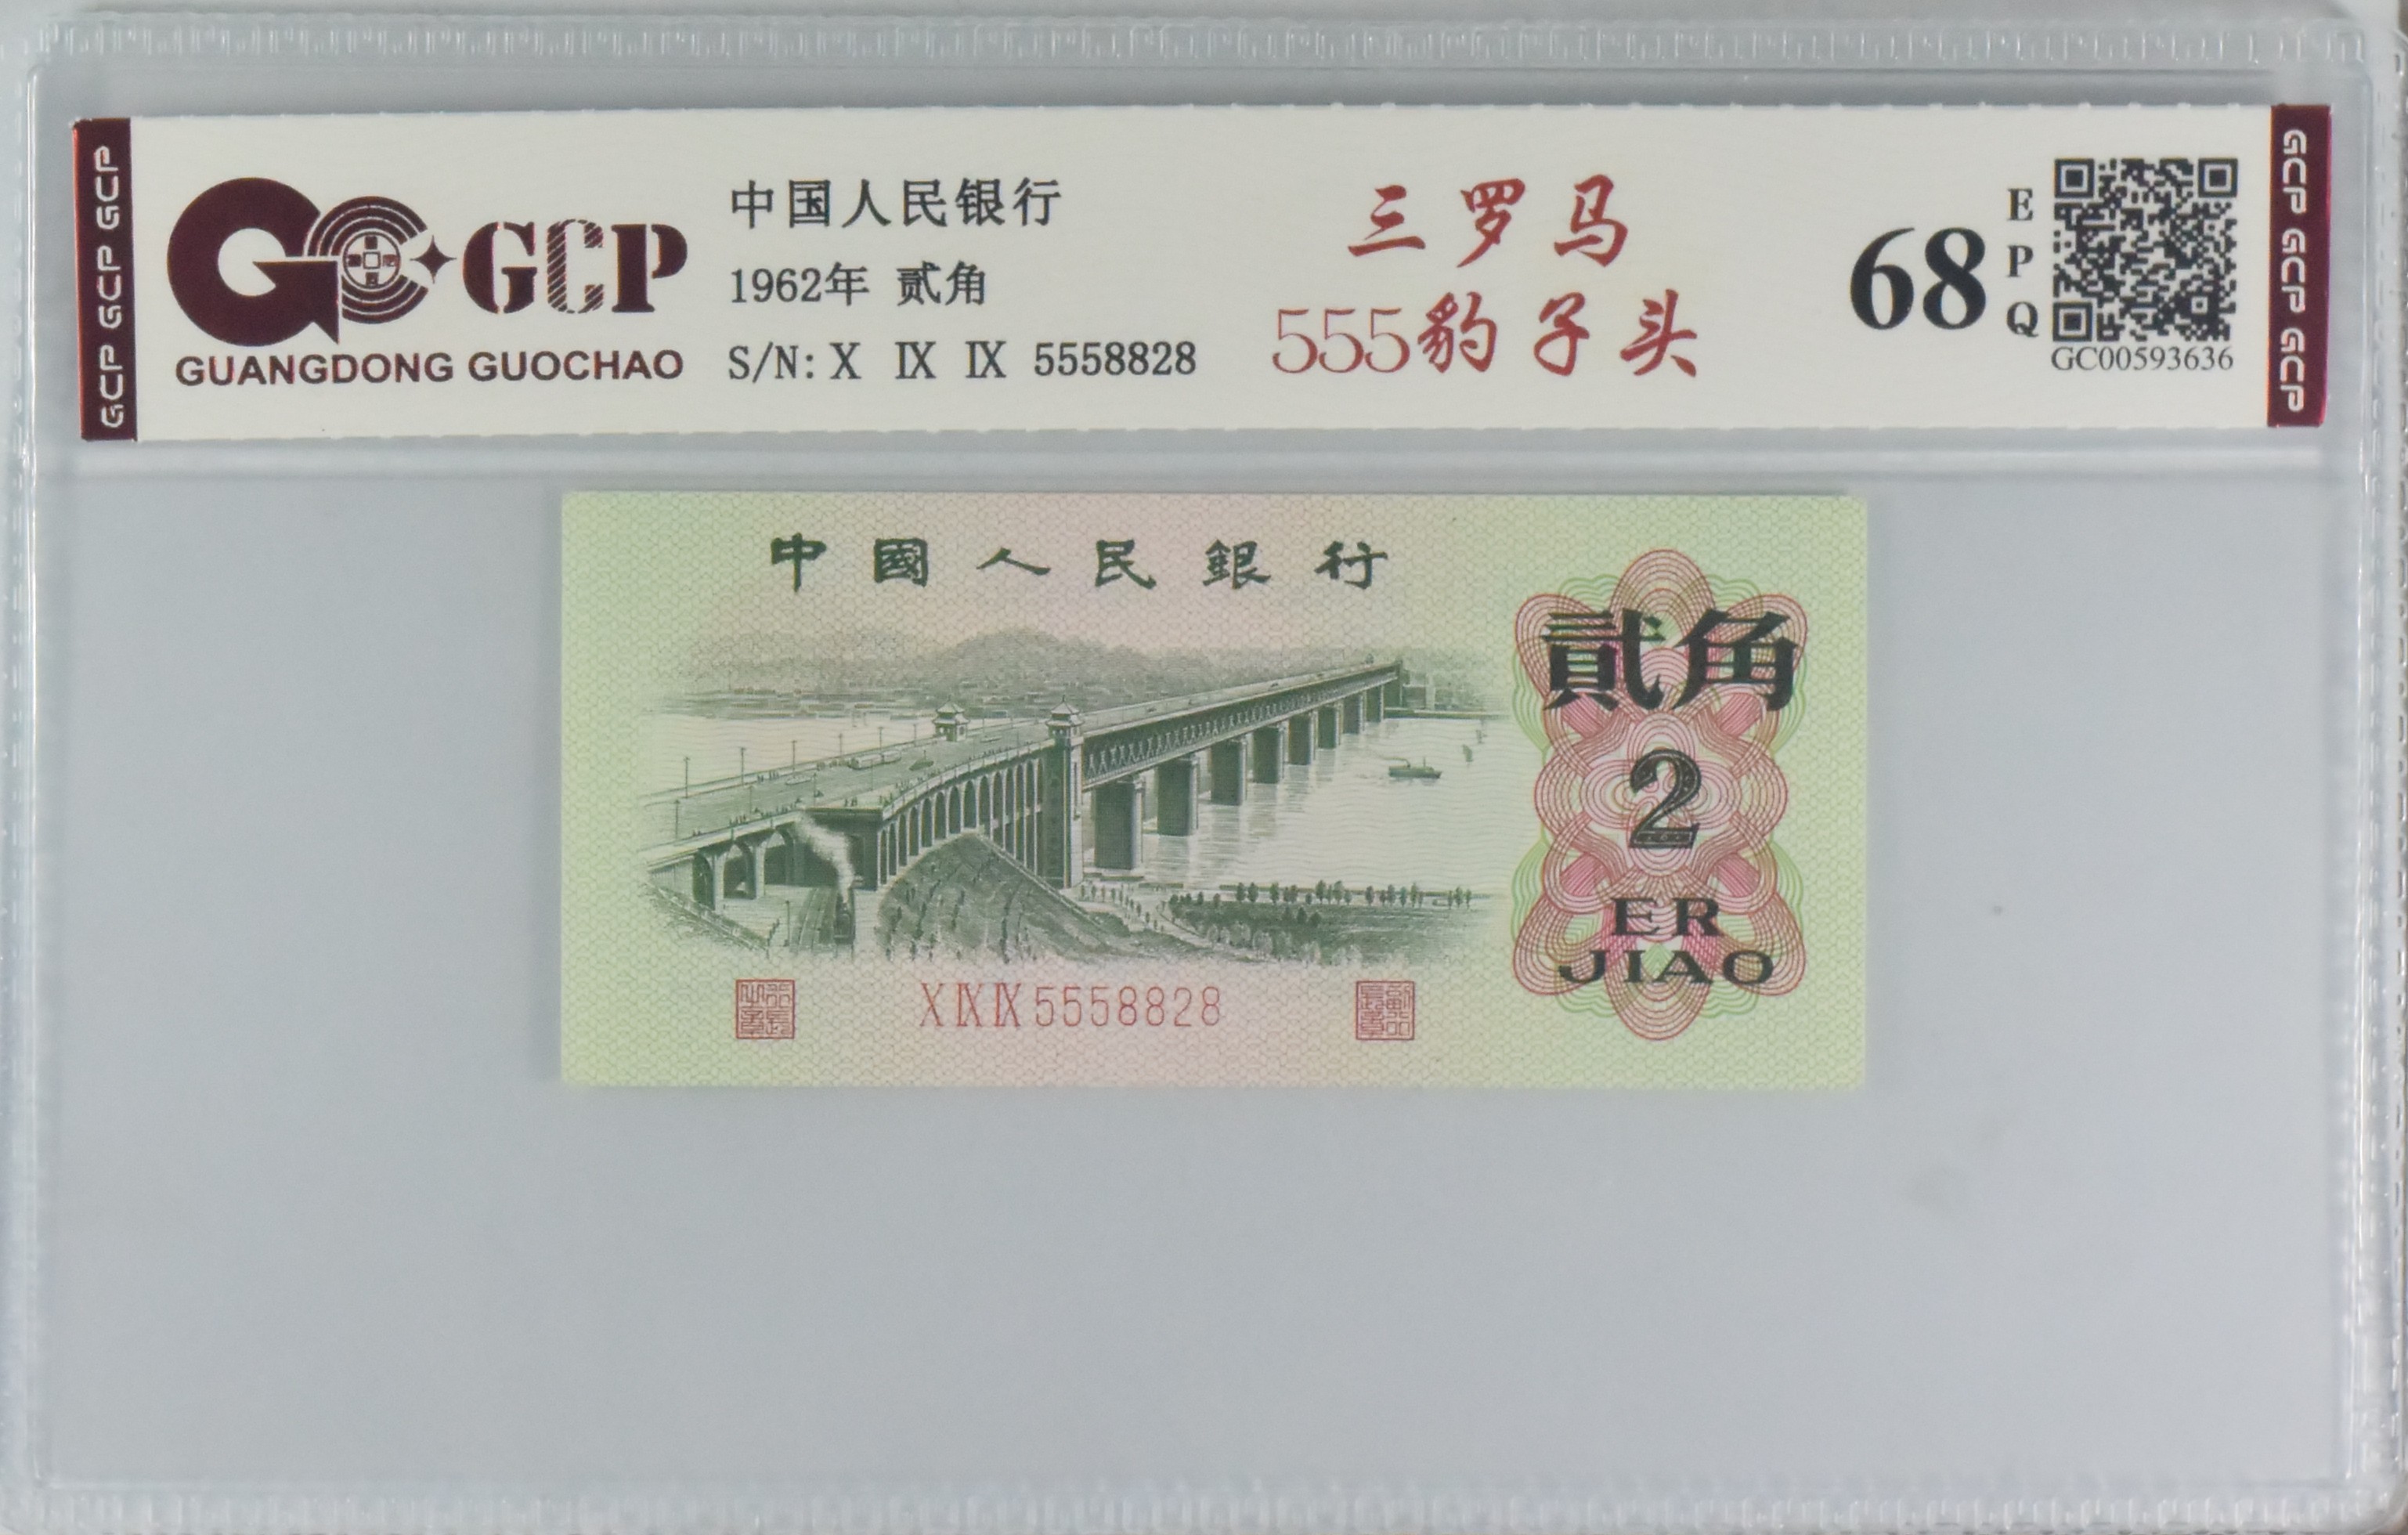 GCP GCP GCP
GCP
GUANGDONG GUOCHAO
中国人民银行
1962年 贰角
S/N: X IX IX 5558828
三罗马
555豹子头
68
EPQ
GC00593636
GCP GCP GCP
中國人民銀行
貳角
2
ER
JIAO
X IX IX 5558828